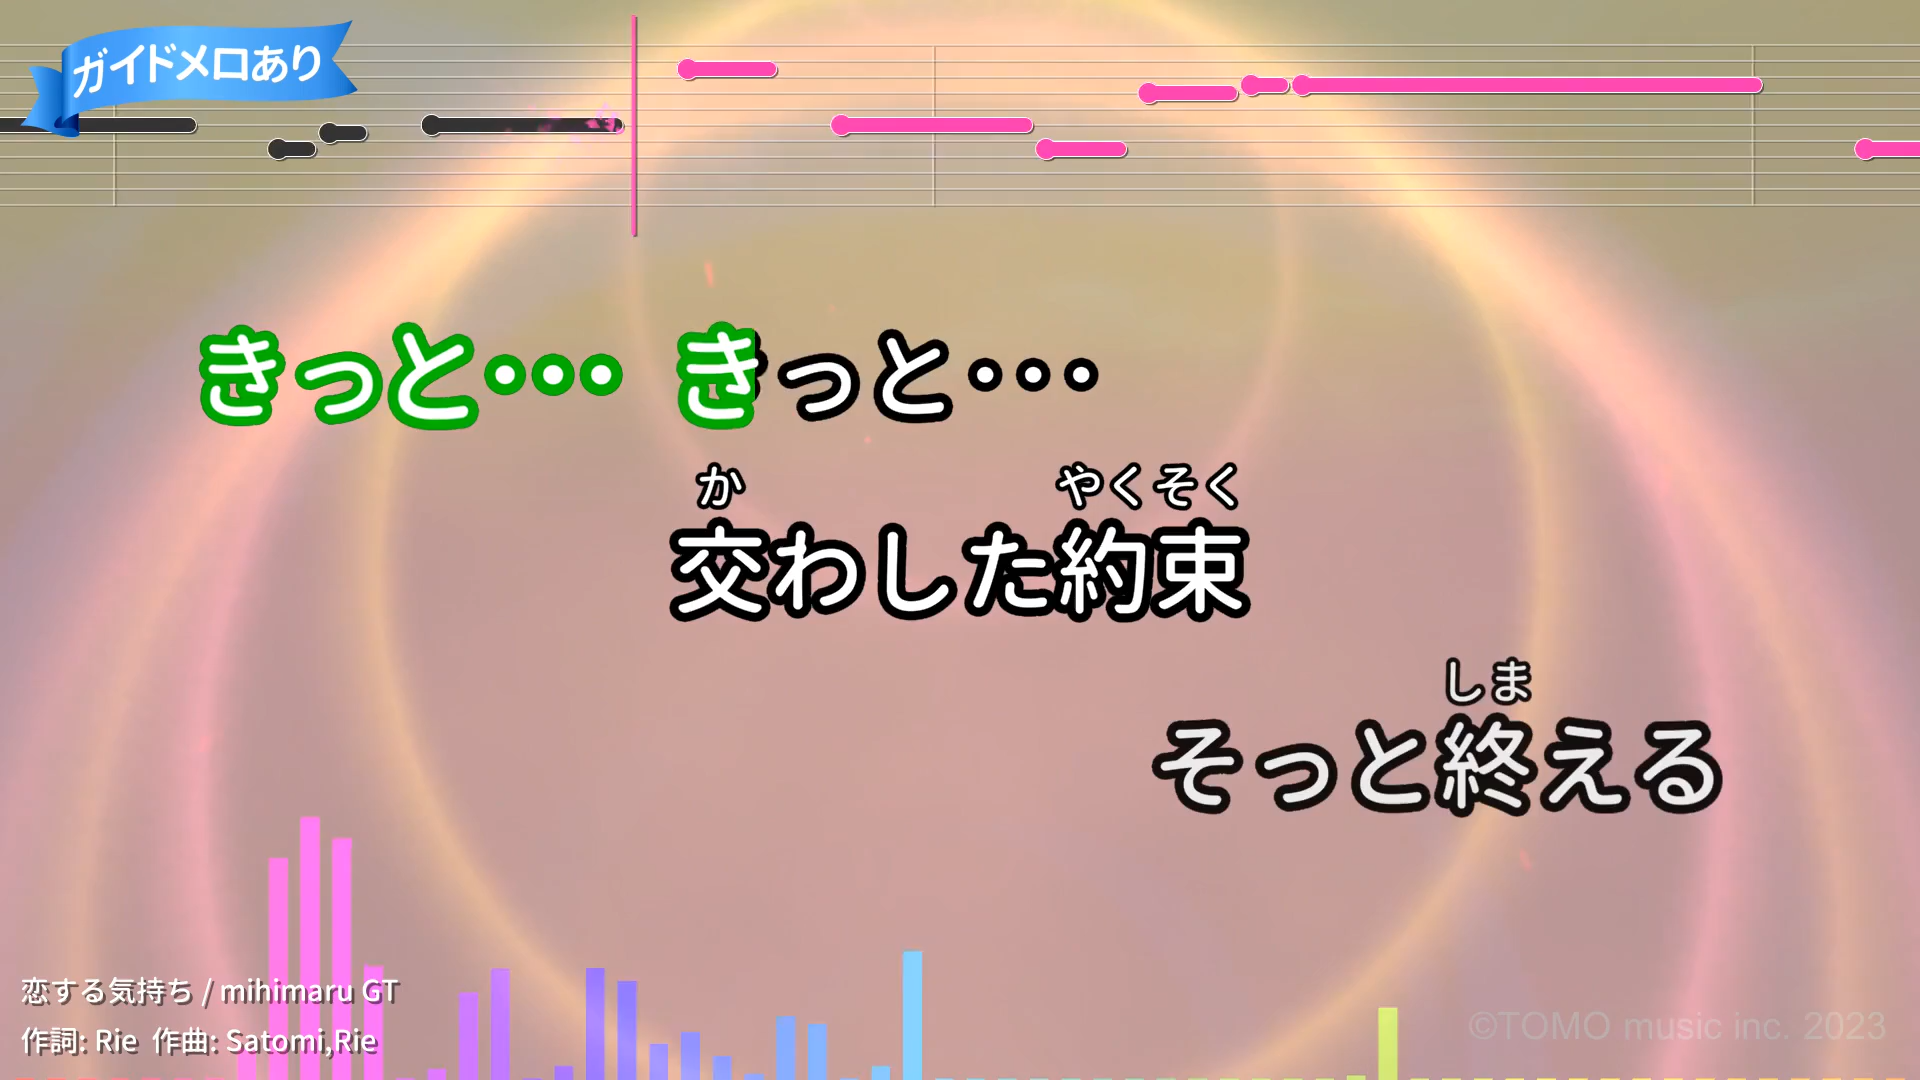 ガイドメロあり
きっと… きっと…
か やくそく
交わした約束
しま
そっと終える
恋する気持ち / mihimaru GT
作詞: Rie 作曲: Satomi,Rie
©TOMO music inc. 2023